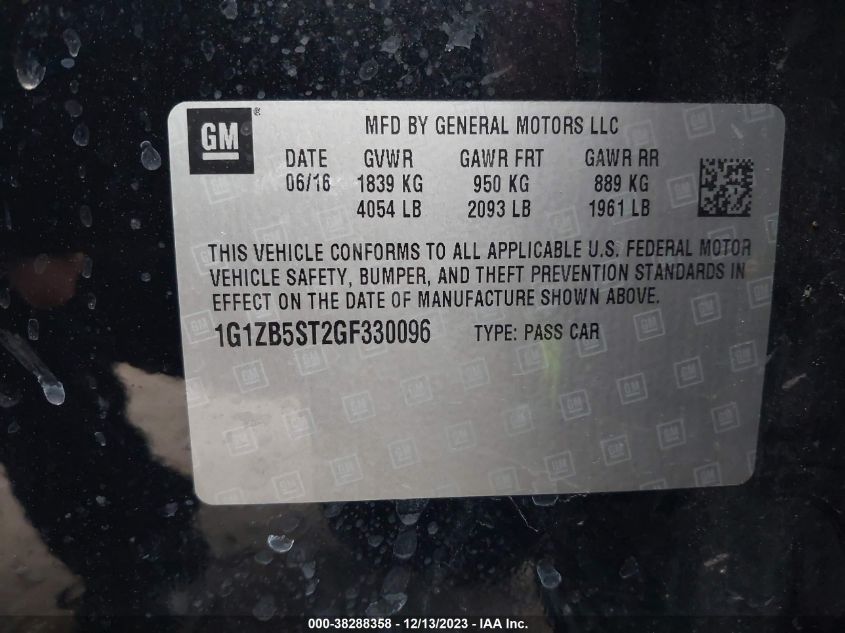 GM®
MFD BY GENERAL MOTORS LLC
DATE GVWR GAWR FRT GAWR RR
06/16 1839 KG 950 KG 889 KG
4054 LB 2093 LB 1961 LB
THIS VEHICLE CONFORMS TO ALL APPLICABLE U.S. FEDERAL MOTOR
VEHICLE SAFETY, BUMPER, AND THEFT PREVENTION STANDARDS IN
EFFECT ON THE DATE OF MANUFACTURE SHOWN ABOVE.
1G1ZB5ST2GF330096 TYPE: PASS CAR
000-38288358 - 12/13/2023 - IAA Inc.